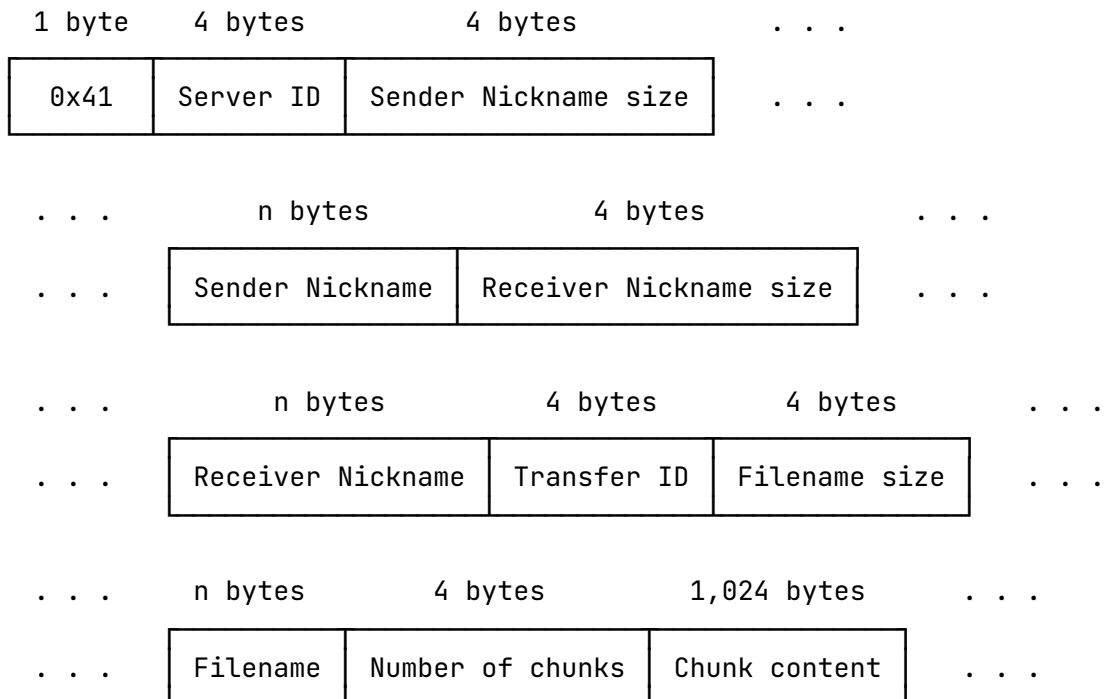 1 byte 4 bytes 4 bytes . . .
0x41 Server ID Sender Nickname size . . .
. . . n bytes 4 bytes . . .
. . . Sender Nickname Receiver Nickname size . . .
. . . n bytes 4 bytes 4 bytes . . .
. . . Receiver Nickname Transfer ID Filename size . . .
. . . n bytes 4 bytes 1,024 bytes . . .
. . . Filename Number of chunks Chunk content . . .